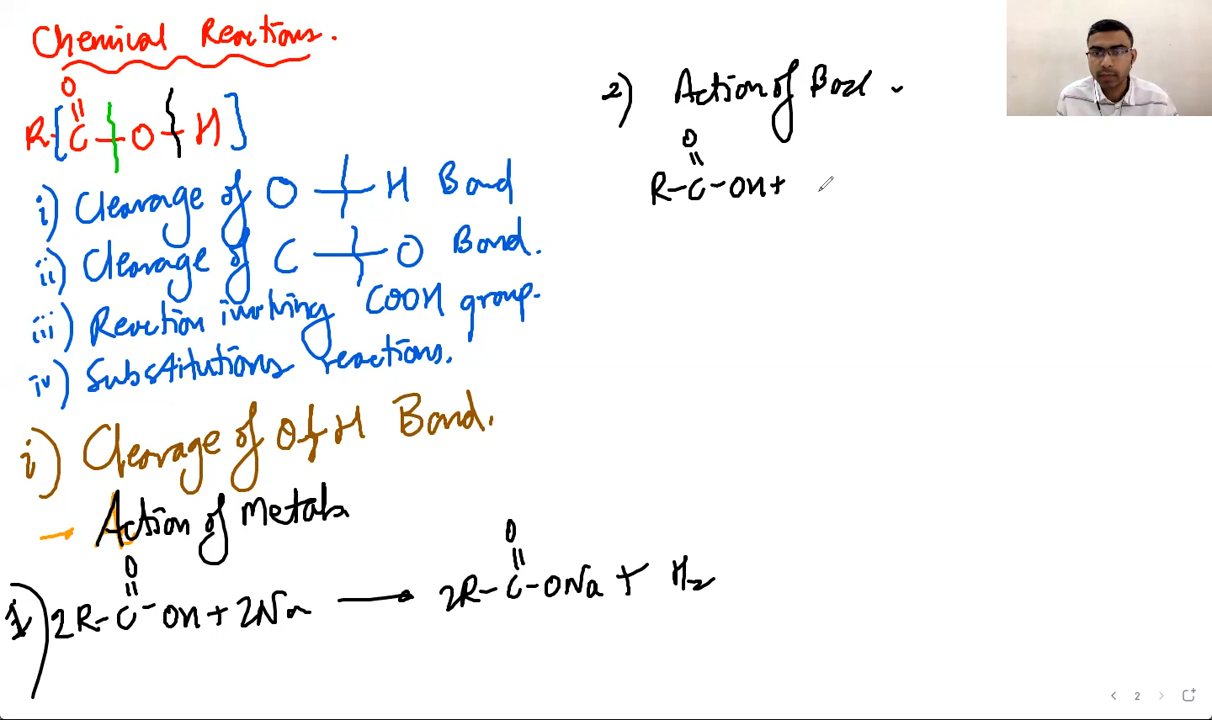 Chemical Reactions.
O
R[C-O-H]
i) Cleavage of O-H Bond
ii) Cleavage of C-O Bond.
iii) Reaction involving COOH group.
iv) Substitutions reactions.
i) Cleavage of O-H Bond.
→ Action of Metals
O
1) 2R-C-OH + 2Na → 2R-C-ONa + H2
O
2) Action of
O
R-C-OH +
2